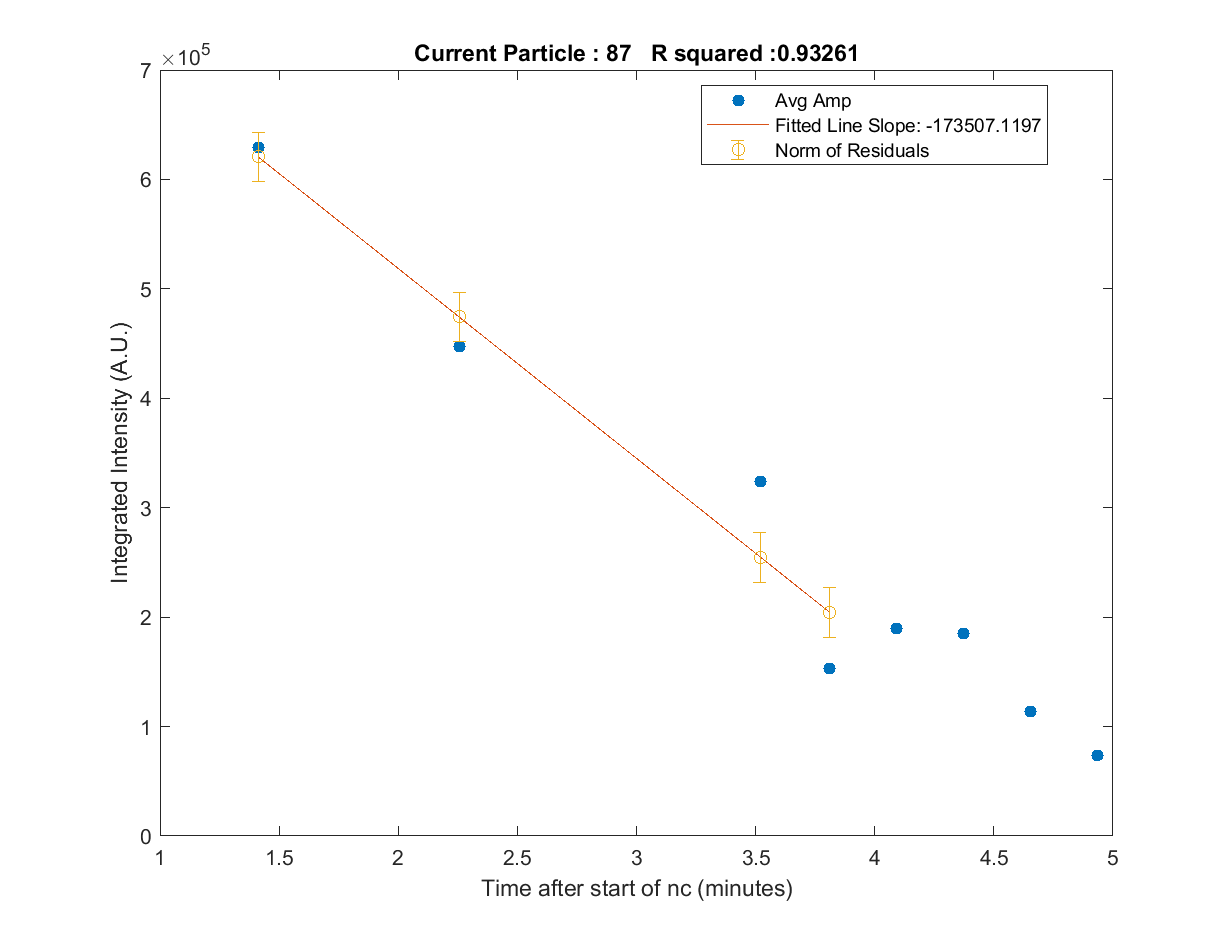 Current Particle : 87 R squared :0.93261
×10^5
7
6
5
4
3
2
1
0
Integrated Intensity (A.U.)
Avg Amp
Fitted Line Slope: -173507.1197
Norm of Residuals
1 1.5 2 2.5 3 3.5 4 4.5 5
Time after start of nc (minutes)